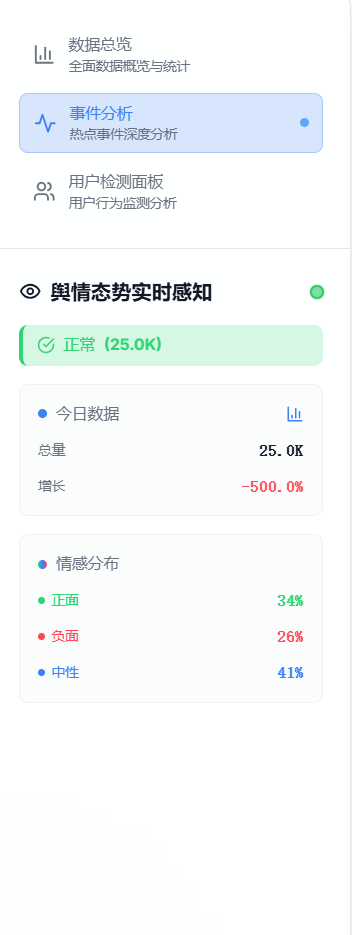 数据总览
全面数据概览与统计
事件分析
热点事件深度分析
用户检测面板
用户行为监测分析
舆情态势实时感知
正常 (25.0K)
今日数据
总量 25.0K
增长 -500.0%
情感分布
正面 34%
负面 26%
中性 41%